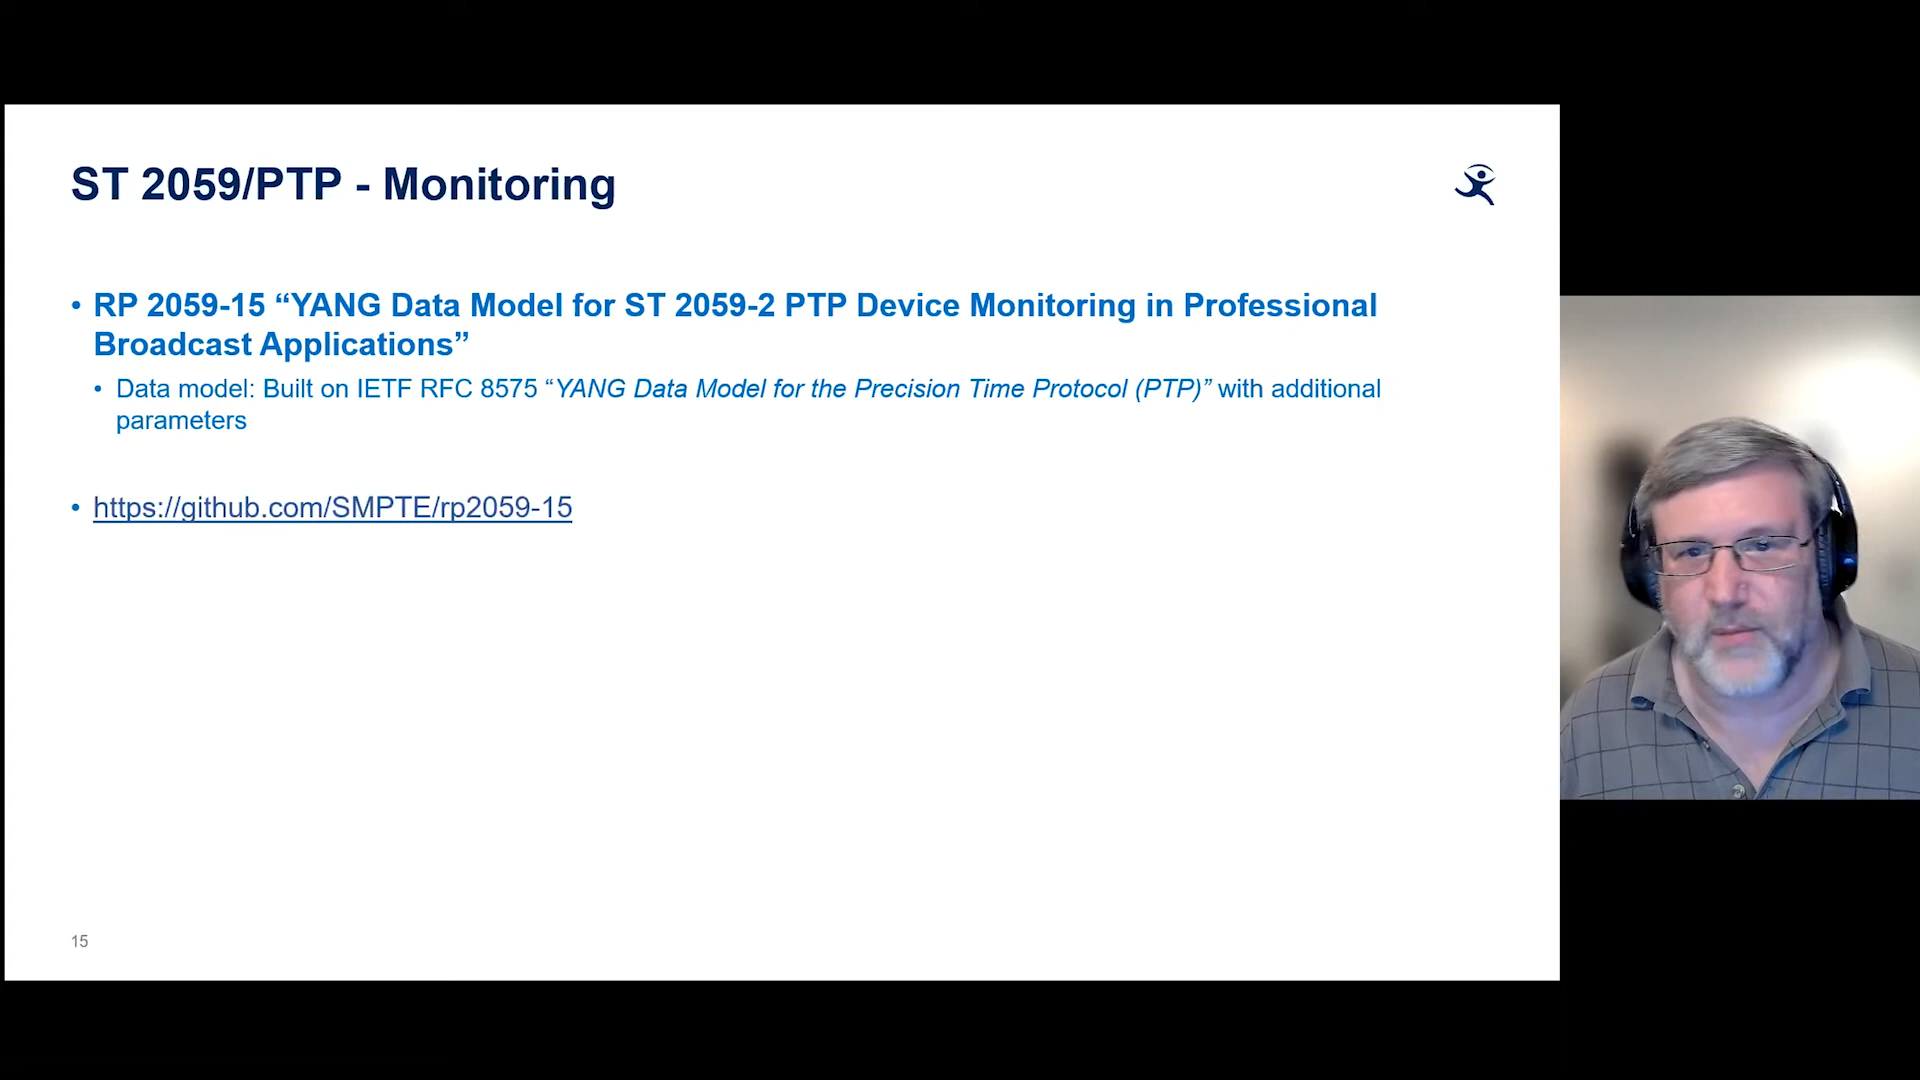 ST 2059/PTP - Monitoring
• RP 2059-15 “YANG Data Model for ST 2059-2 PTP Device Monitoring in Professional
Broadcast Applications”
• Data model: Built on IETF RFC 8575 “YANG Data Model for the Precision Time Protocol (PTP)” with additional
parameters
• https://github.com/SMPTE/rp2059-15
15